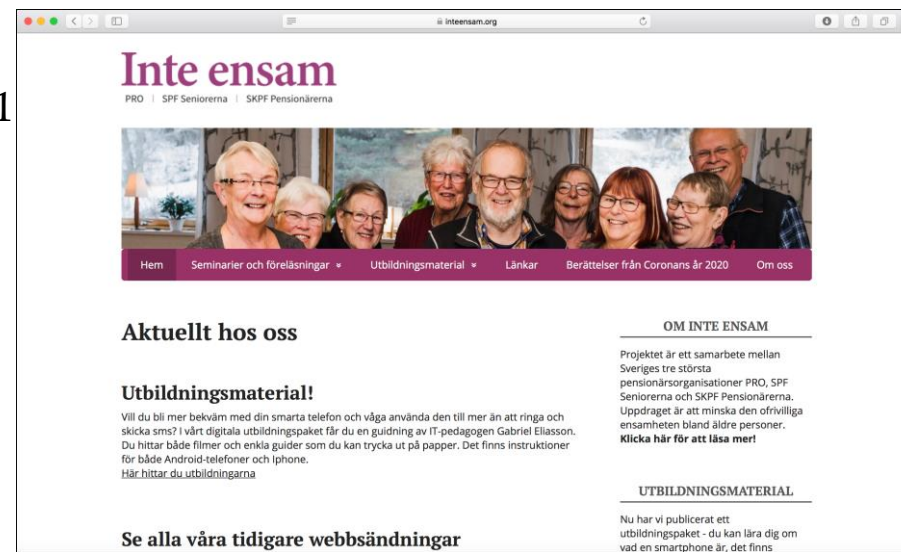 inteensam.org
1
Inte ensam
PRO | SPF Seniorerna | SKPF Pensionärerna
Hem Seminarier och föreläsningar Utbildningsmaterial Länkar Berättelser från Coronans år 2020 Om oss
Aktuellt hos oss
Utbildningsmaterial!
Vill du bli mer bekväm med din smarta telefon och våga använda den till mer än att ringa och
skicka sms? I vårt digitala utbildningspaket får du en guidning av IT-pedagogen Gabriel Eliasson.
Du hittar både filmer och enkla guider som du kan trycka ut på papper. Det finns instruktioner
för både Android-telefoner och Iphone.
Här hittar du utbildningarna
Se alla våra tidigare webbsändningar
OM INTE ENSAM
Projektet är ett samarbete mellan
Sveriges tre största
pensionärsorganisationer PRO, SPF
Seniorerna och SKPF Pensionärerna.
Uppdraget är att minska den ofrivilliga
ensamheten bland äldre personer.
Klicka här för att läsa mer!
UTBILDNINGSMATERIAL
Nu har vi publicerat ett
utbildningspaket - du kan lära dig om
vad en smartphone är, det finns